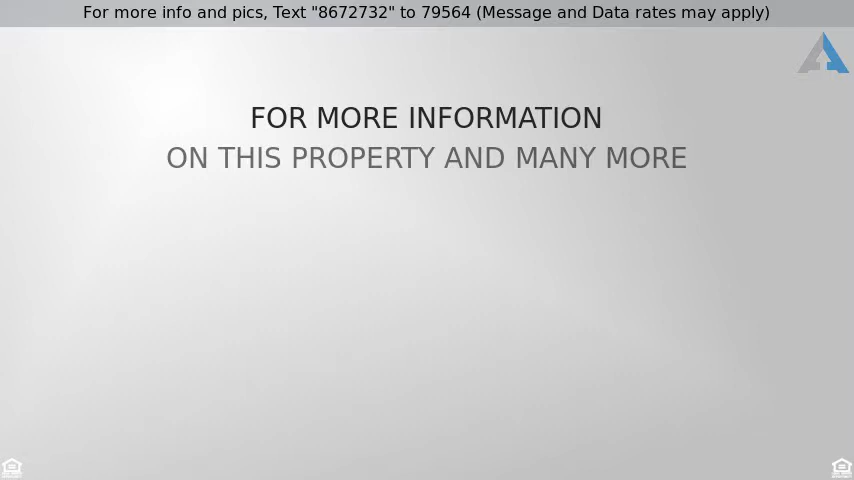 For more info and pics, Text "8672732" to 79564 (Message and Data rates may apply)
FOR MORE INFORMATION
ON THIS PROPERTY AND MANY MORE